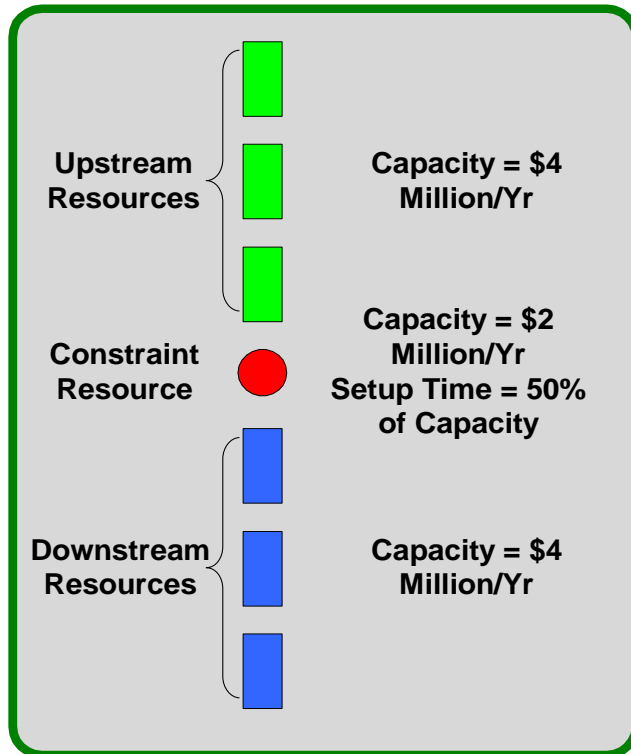 Upstream
Resources
Capacity = $4
Million/Yr
Constraint
Resource
Capacity = $2
Million/Yr
Setup Time = 50%
of Capacity
Downstream
Resources
Capacity = $4
Million/Yr